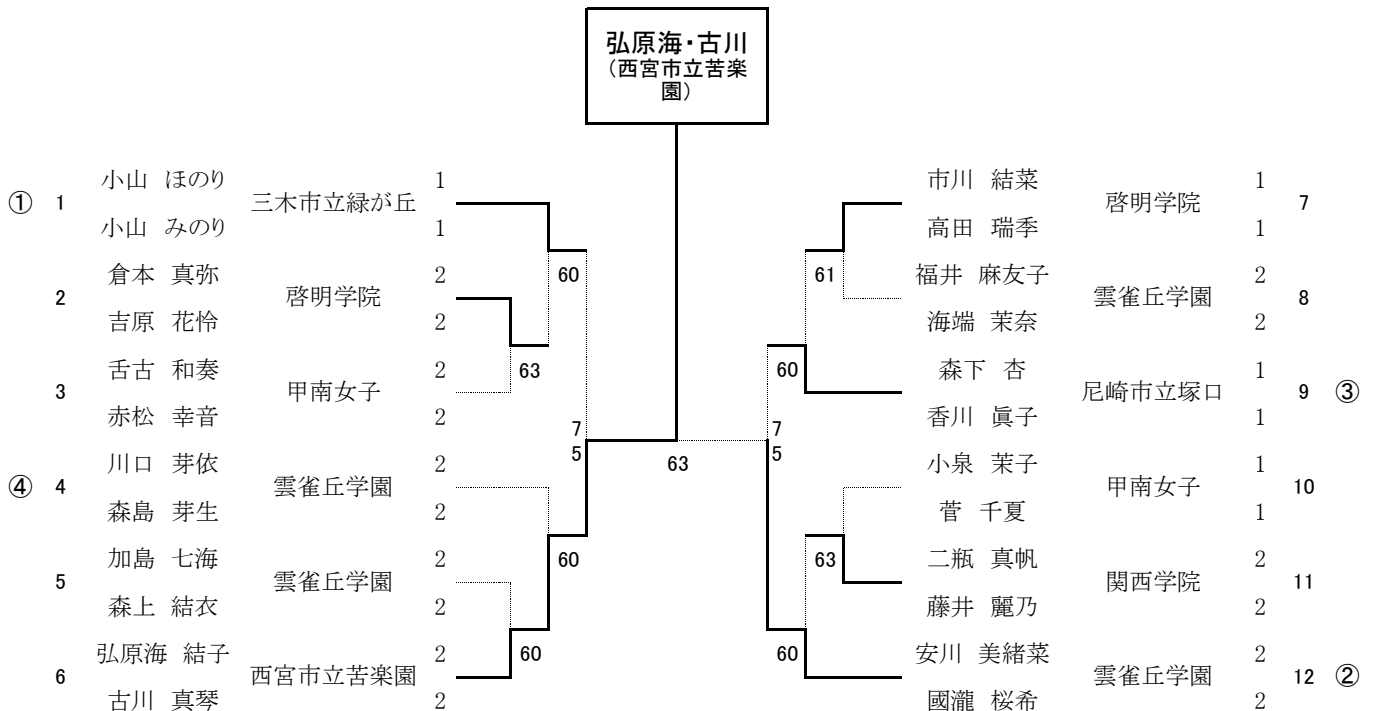 弘原海・古川
（西宮市立苦楽
園）
① 1 小山 ほのり 三木市立緑が丘 1
小山 みのり 1
2 倉本 真弥 啓明学院 2
吉原 花怜 2
3 舌古 和奏 甲南女子 2
赤松 幸音 2
④ 4 川口 芽依 雲雀丘学園 2
森島 芽生 2
5 加島 七海 雲雀丘学園 2
森上 結衣 2
6 弘原海 結子 西宮市立苦楽園 2
古川 真琴 2
60
63
7
5
60
60
63
市川 結菜 啓明学院 1 7
高田 瑞季 1
福井 麻友子 雲雀丘学園 2 8
海端 茉奈 2
森下 杏 尼崎市立塚口 1 9 ③
香川 眞子 1
小泉 茉子 甲南女子 1 10
菅 千夏 1
二瓶 真帆 関西学院 2 11
藤井 麗乃 2
安川 美緒菜 雲雀丘学園 2 12 ②
國瀧 桜希 2
61
60
7
5
63
60